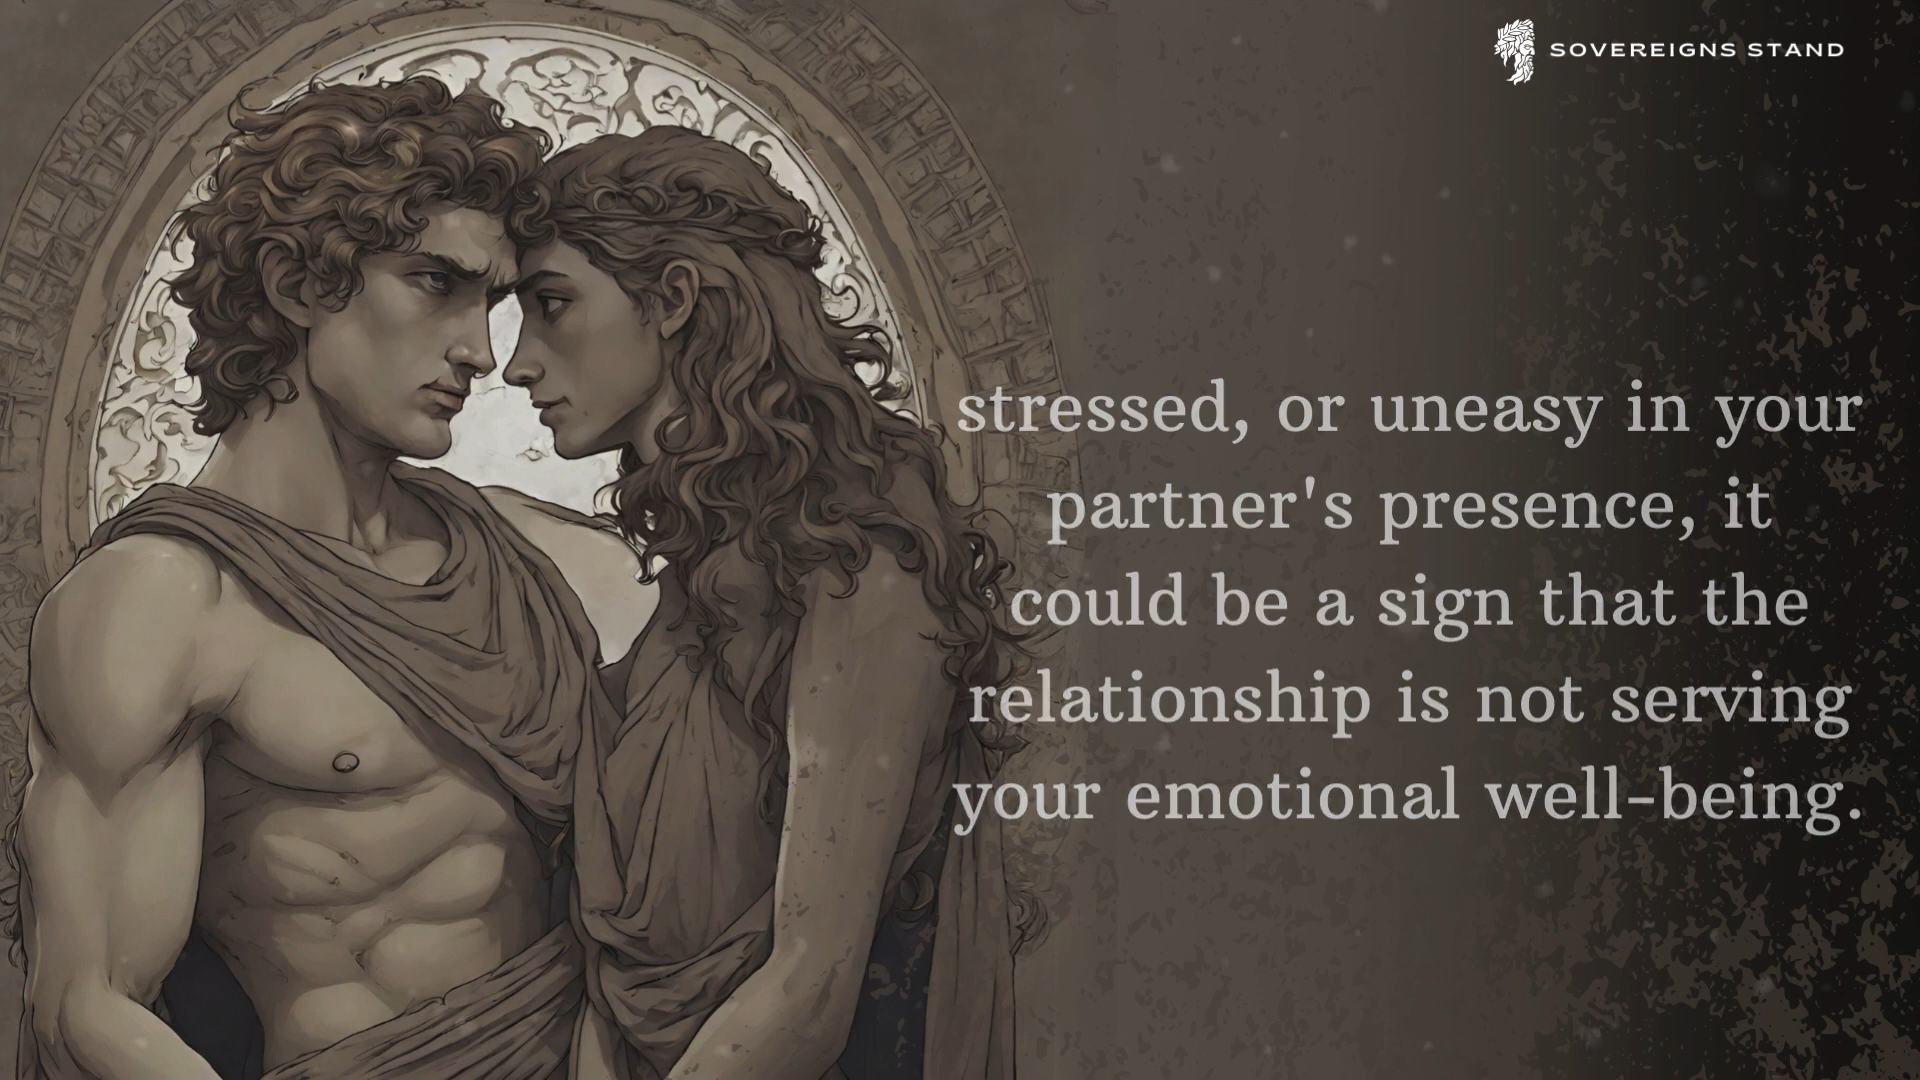 SOVEREIGNS STAND
stressed, or uneasy in your
partner's presence, it
could be a sign that the
relationship is not serving
your emotional well-being.